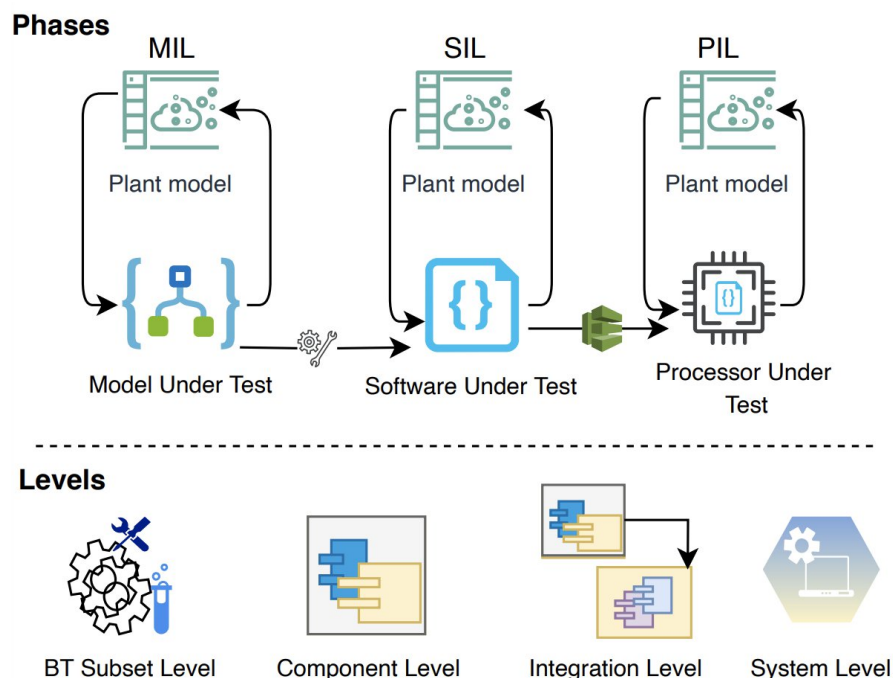 Phases
MIL
SIL
PIL
Plant model
Plant model
Plant model
{ }
{ }
Model Under Test
Software Under Test
Processor Under
Test
Levels
BT Subset Level
Component Level
Integration Level
System Level